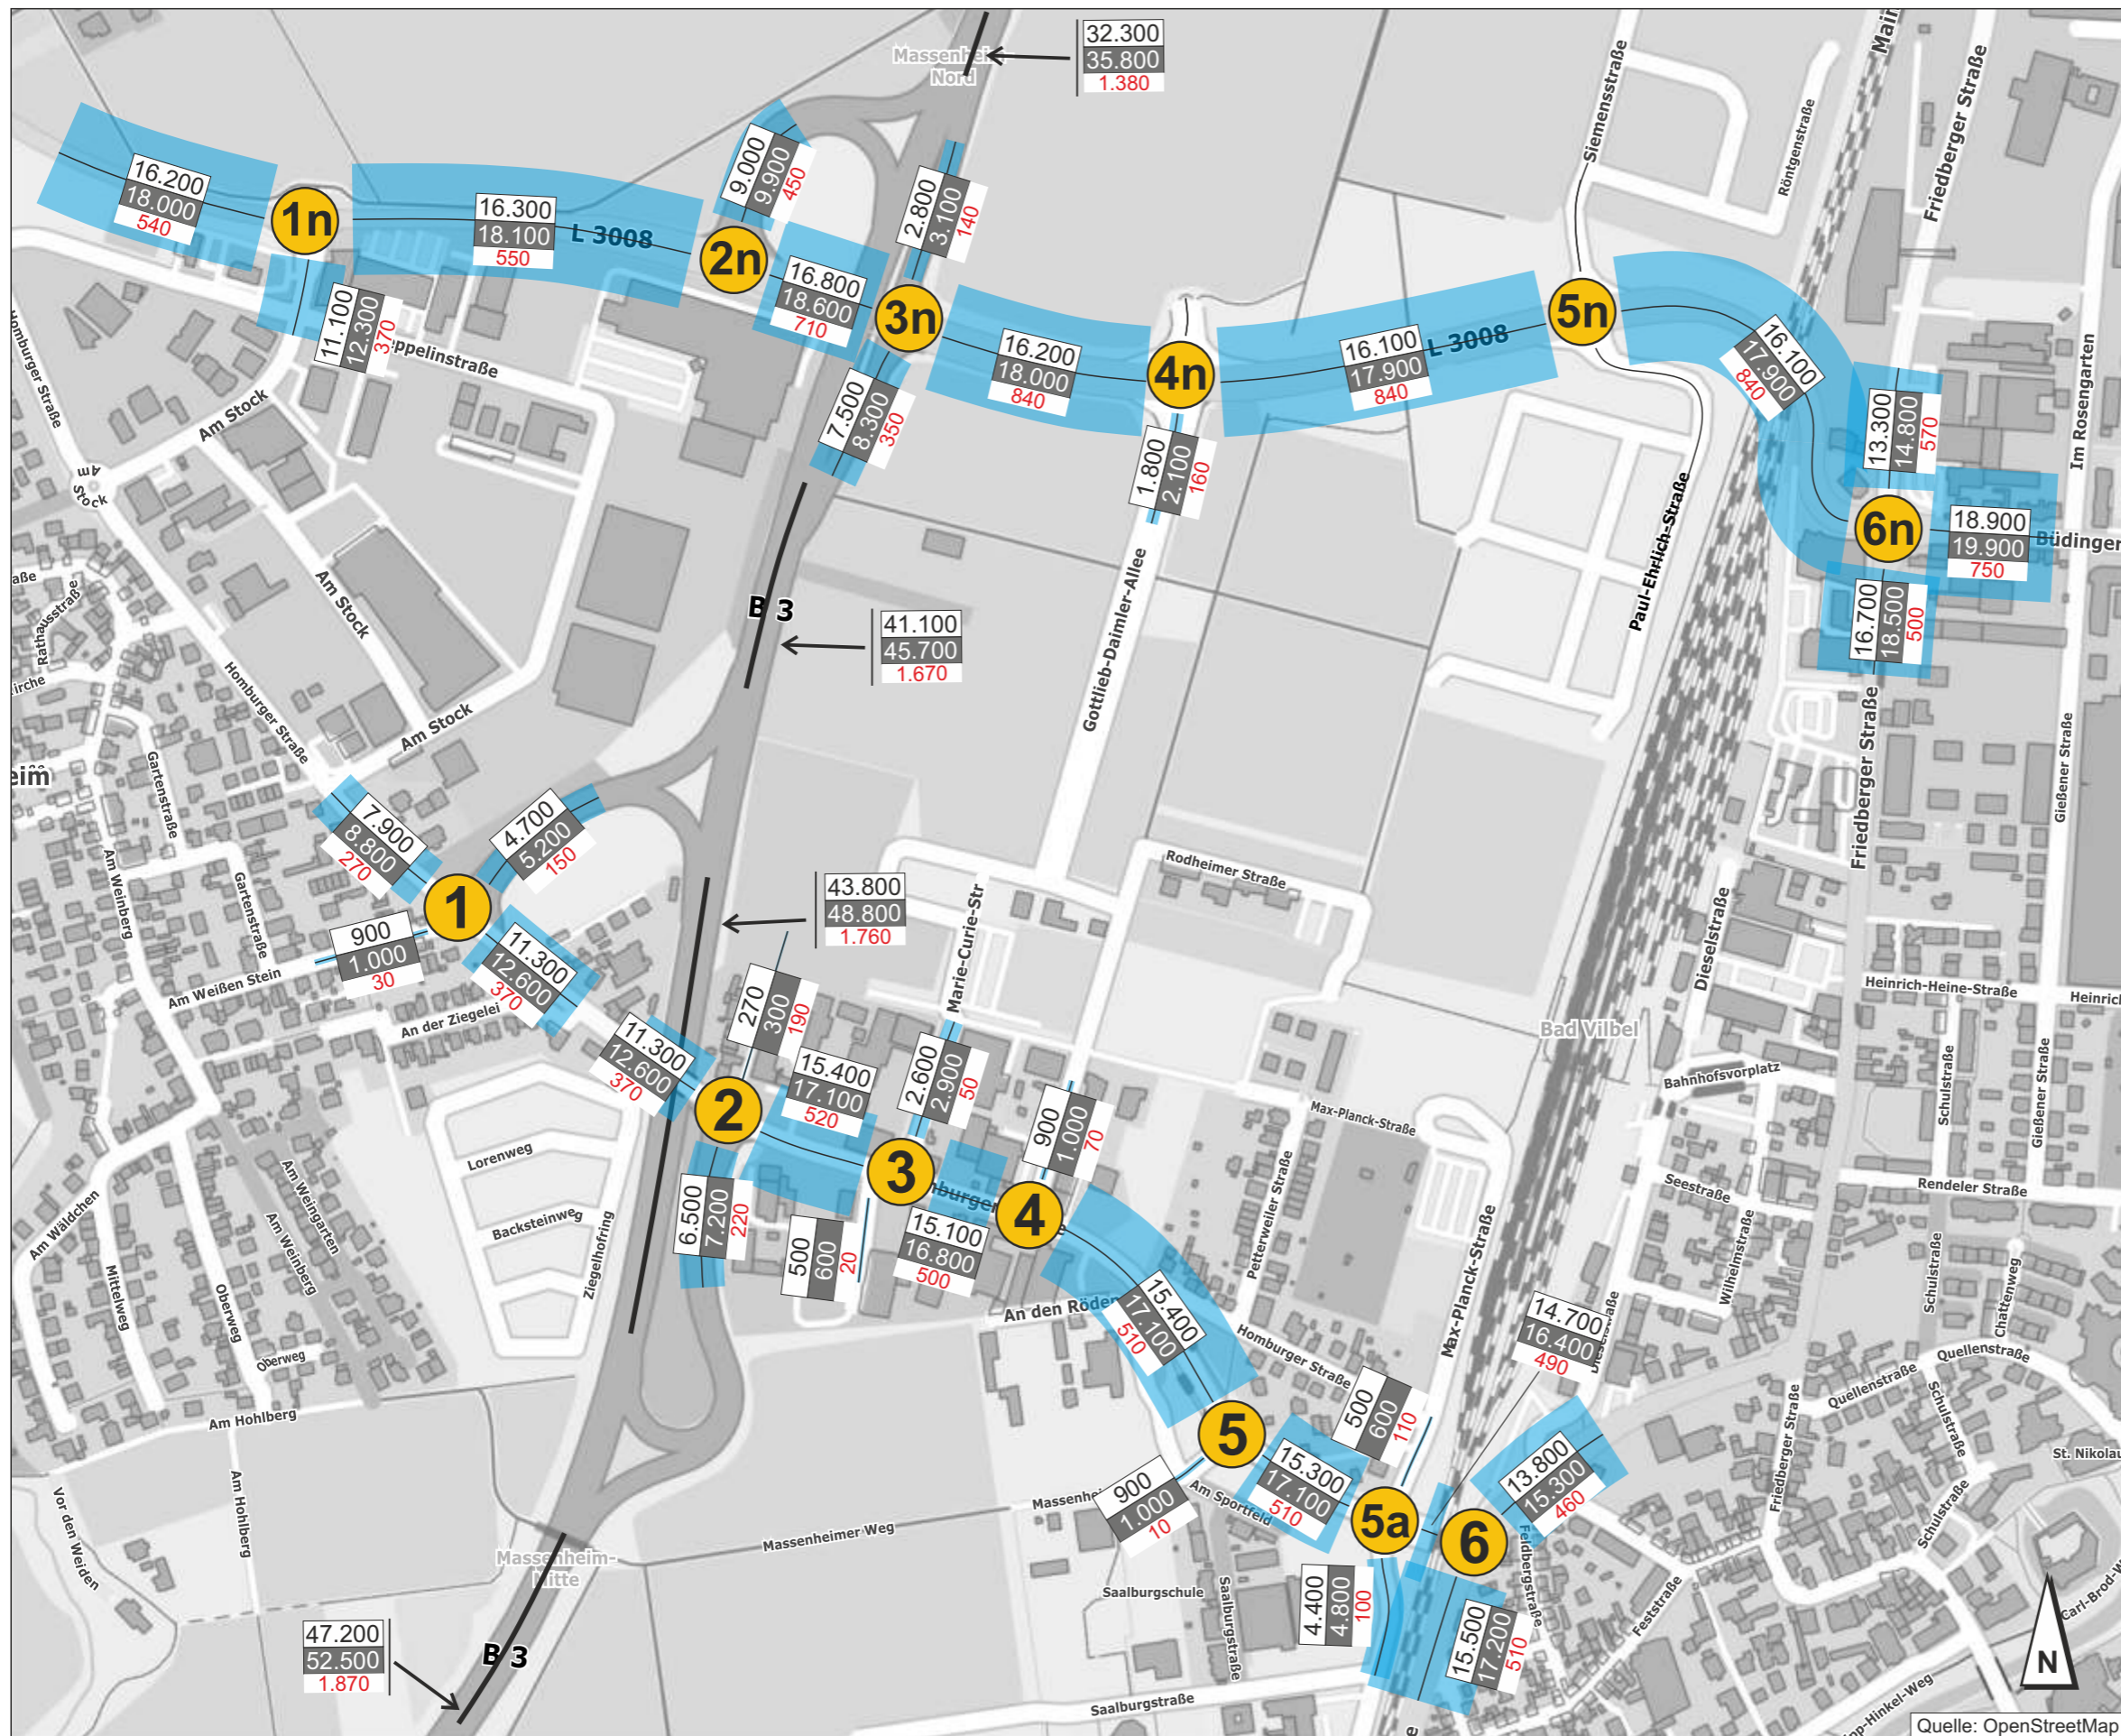 Massenheim-
Nord
32.300
35.800
1.380
16.200
18.000
540
1n
16.300
18.100
550
L 3008
9.000
9.900
450
2n
16.800
18.600
710
2.800
3.100
140
3n
11.100
12.300
370
7.500
8.300
350
16.200
18.000
840
4n
1.800
2.100
160
16.100
17.900
840
L 3008
5n
16.100
17.900
840
13.300
14.800
570
6n
18.900
19.900
750
16.700
18.500
500
Siemensstraße
Röntgenstraße
Friedberger Straße
Im Rosengarten
Büdinger
Paul-Ehrlich-Straße
Gottlieb-Daimler-Allee
Homburger Straße
Am Stock
Am
Stock
Am Stock
Am Stock
Rathausstraße
Homburger Straße
Gartenstraße
Gartenstraße
Am Weinberg
B 3
41.100
45.700
1.670
7.900
8.800
270
4.700
5.200
150
1
900
1.000
30
11.300
12.600
370
Am Weißen Stein
An der Ziegelei
43.800
48.800
1.760
Marie-Curie-Str
Rodheimer Straße
Friedberger Straße
Gießener Straße
Dieselstraße
Heinrich-Heine-Straße
Heinrich
Bad Vilbel
Bahnhofsvorplatz
Schulstraße
Gießener Straße
270
300
190
11.300
12.600
370
2
15.400
17.100
520
2.600
2.900
50
3
900
1.000
70
4
6.500
7.200
220
500
600
20
15.100
16.800
500
Max-Planck-Straße
Petterweiler Straße
Max-Planck-Straße
Seestraße
Wilhelmstraße
Rendeler Straße
Schulstraße
Chattenweg
Lorenweg
Backsteinweg
Ziegelhofring
Am Weingarten
Am Weinberg
Am Wäldchen
Mittelweg
Oberweg
Oberweg
An den Röden
15.400
17.100
510
Homburger Straße
14.700
16.400
490
Quellenstraße
Quellenstraße
Schulstraße
Friedberger Straße
Am Hohlberg
Am Hohlberg
Vor den Weiden
5
500
600
110
15.300
17.100
510
900
1.000
10
Am Sportfeld
5a
6
13.800
15.300
460
St. Nikolau
Schulstraße
Massenheimer Weg
Massenheim-
Mitte
4.400
4.800
100
15.500
17.200
510
Feldbergstraße
Feststraße
Saalburgschule
Saalburgstraße
Saalburgstraße
47.200
52.500
1.870
B 3
Carl-Brod-W
N
Quelle: OpenStreetMap